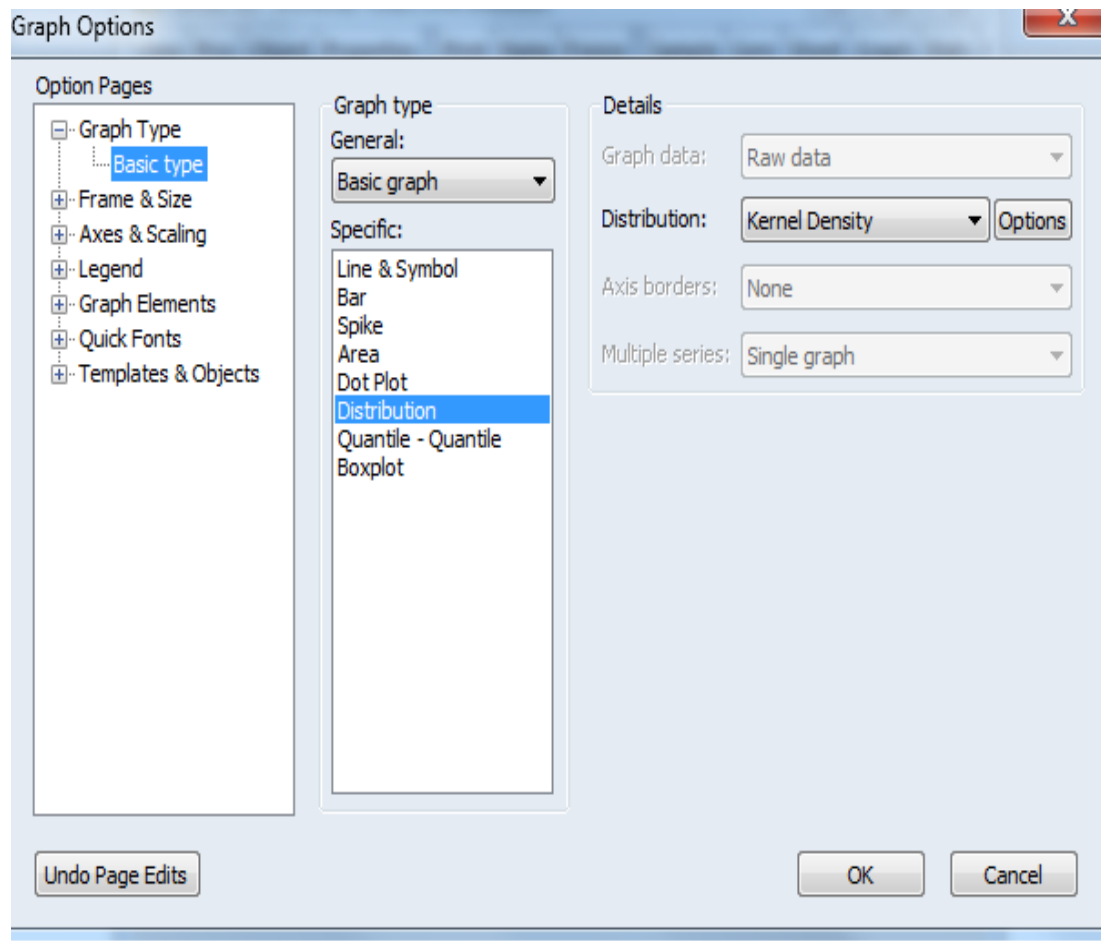 Graph Options
X
Option Pages
Graph Type
Basic type
Frame & Size
Axes & Scaling
Legend
Graph Elements
Quick Fonts
Templates & Objects
Graph type
General:
Basic graph
Specific:
Line & Symbol
Bar
Spike
Area
Dot Plot
Distribution
Quantile - Quantile
Boxplot
Details
Graph data: Raw data
Distribution: Kernel Density Options
Axis borders: None
Multiple series: Single graph
Undo Page Edits
OK
Cancel